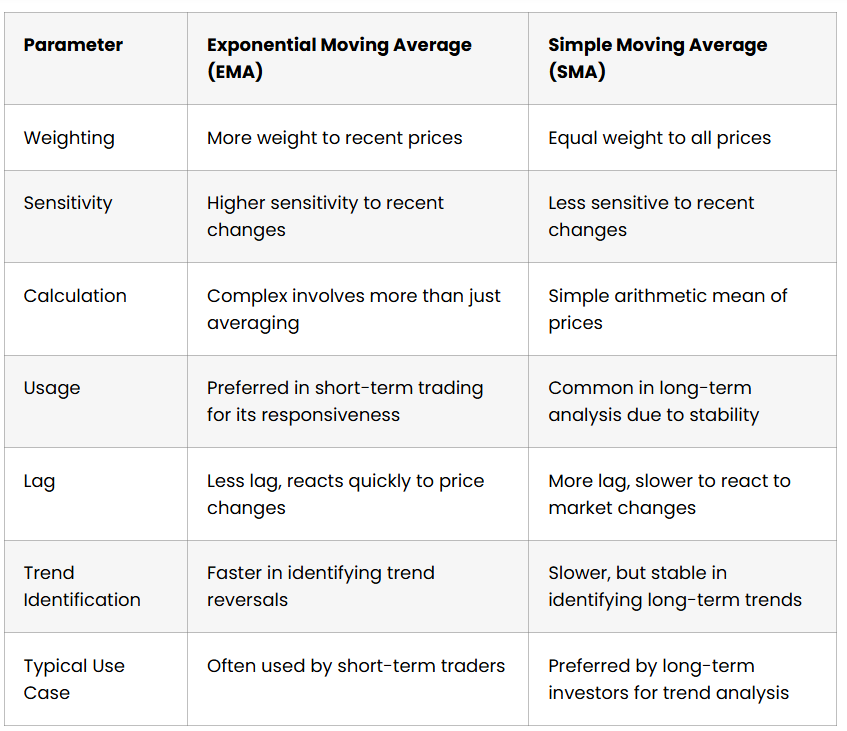 Parameter
Exponential Moving Average
(EMA)
Simple Moving Average
(SMA)
Weighting
More weight to recent prices
Equal weight to all prices
Sensitivity
Higher sensitivity to recent
changes
Less sensitive to recent
changes
Calculation
Complex involves more than just
averaging
Simple arithmetic mean of
prices
Usage
Preferred in short-term trading
for its responsiveness
Common in long-term
analysis due to stability
Lag
Less lag, reacts quickly to price
changes
More lag, slower to react to
market changes
Trend
Identification
Faster in identifying trend
reversals
Slower, but stable in
identifying long-term trends
Typical Use
Case
Often used by short-term traders
Preferred by long-term
investors for trend analysis